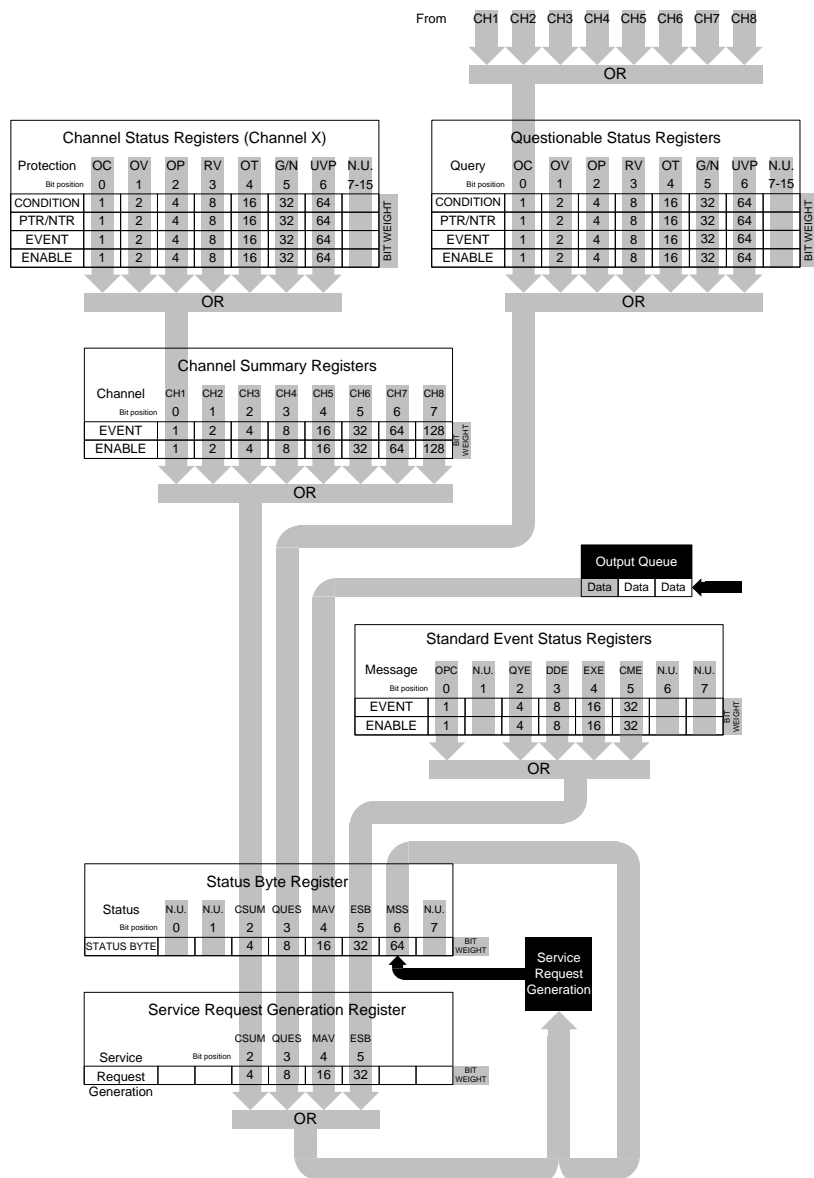 From CH1 CH2 CH3 CH4 CH5 CH6 CH7 CH8
OR
Channel Status Registers (Channel X)
Protection OC OV OP RV OT G/N UVP N.U.
Bit position 0 1 2 3 4 5 6 7-15
CONDITION 1 2 4 8 16 32 64
PTR/NTR 1 2 4 8 16 32 64
EVENT 1 2 4 8 16 32 64
ENABLE 1 2 4 8 16 32 64
BIT WEIGHT
OR
Questionable Status Registers
Query OC OV OP RV OT G/N UVP N.U.
Bit position 0 1 2 3 4 5 6 7-15
CONDITION 1 2 4 8 16 32 64
PTR/NTR 1 2 4 8 16 32 64
EVENT 1 2 4 8 16 32 64
ENABLE 1 2 4 8 16 32 64
BIT WEIGHT
OR
Channel Summary Registers
Channel CH1 CH2 CH3 CH4 CH5 CH6 CH7 CH8
Bit position 0 1 2 3 4 5 6 7
EVENT 1 2 4 8 16 32 64 128
ENABLE 1 2 4 8 16 32 64 128
BIT
WEIGHT
OR
Output Queue
Data Data Data
Standard Event Status Registers
Message OPC N.U. QYE DDE EXE CME N.U. N.U.
Bit position 0 1 2 3 4 5 6 7
EVENT 1 4 8 16 32
ENABLE 1 4 8 16 32
BIT
WEIGHT
OR
Status Byte Register
Status N.U. N.U. CSUM QUES MAV ESB MSS N.U.
Bit position 0 1 2 3 4 5 6 7
STATUS BYTE 4 8 16 32 64
BIT
WEIGHT
Service
Request
Generation
Service Request Generation Register
CSUM QUES MAV ESB
Service Bit position 2 3 4 5
Request 4 8 16 32
Generation
BIT
WEIGHT
OR